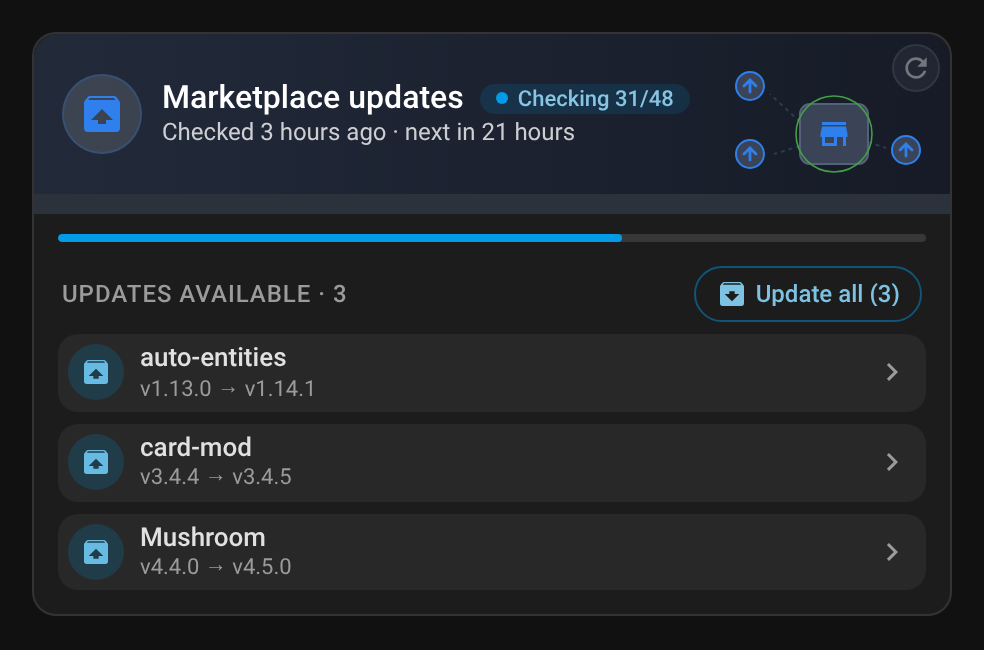 Marketplace updates
Checking 31/48
Checked 3 hours ago · next in 21 hours
UPDATES AVAILABLE · 3
Update all (3)
auto-entities
v1.13.0 → v1.14.1
card-mod
v3.4.4 → v3.4.5
Mushroom
v4.4.0 → v4.5.0